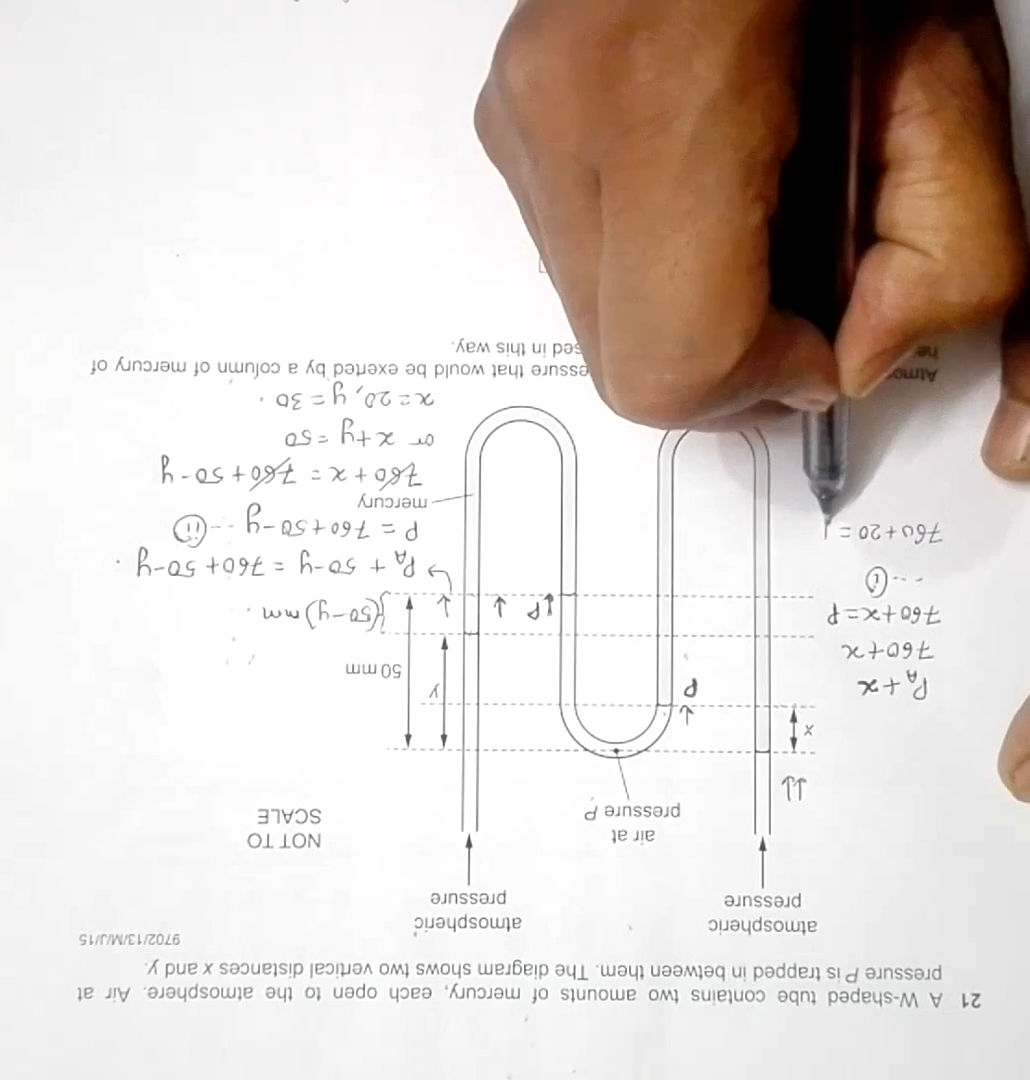 21 A W-shaped tube contains two amounts of mercury, each open to the atmosphere. Air at
pressure P is trapped in between them. The diagram shows two vertical distances x and y.
9702/13/M/J/15
atmospheric
pressure
atmospheric
pressure
air at
pressure P
NOT TO
SCALE
x
P_A + x
760+x
760+x=P
--- (i)
760+20 =
P
P
y
50 mm
(50-y) mm.
P_A + 50-y = 760+50-y.
P = 760+50-y --- (ii)
mercury
760+x = 760+50-y
or x+y = 50
x = 20, y = 30.
essure that would be exerted by a column of mercury of
sed in this way.